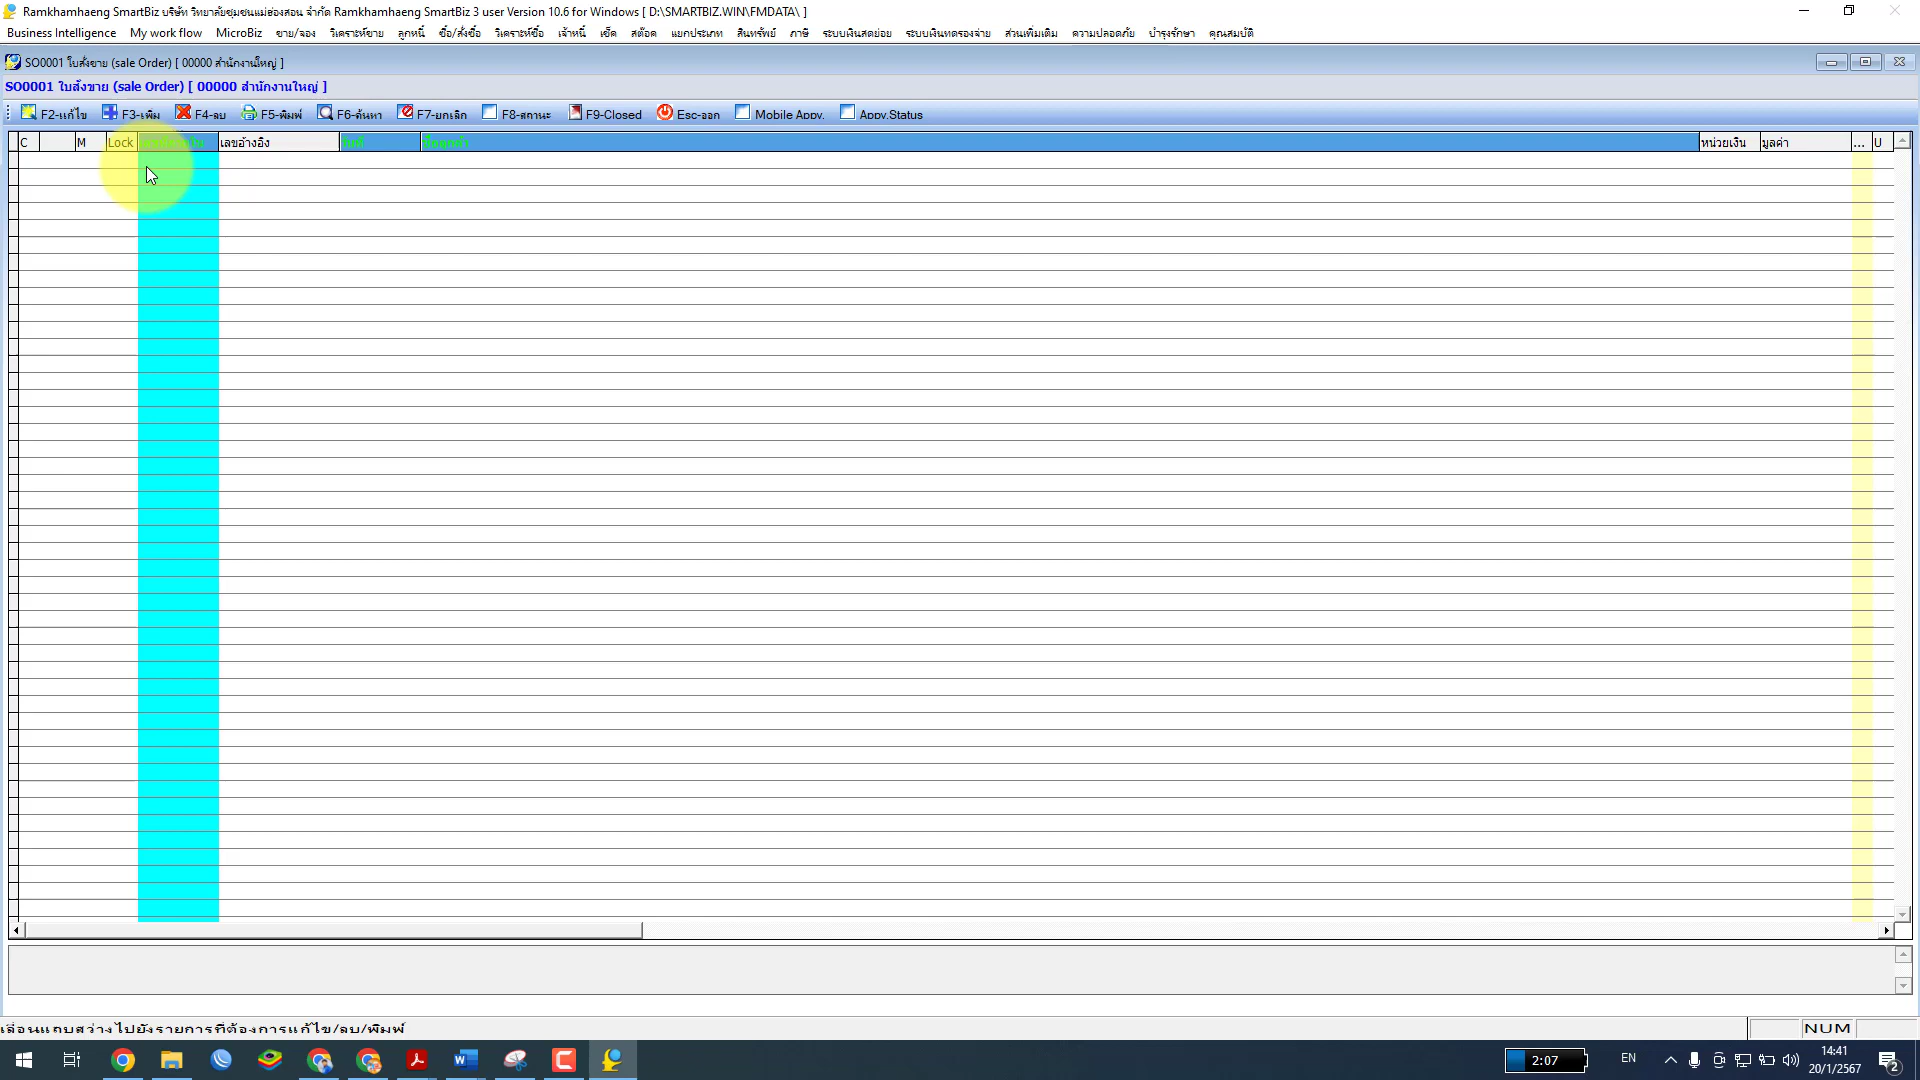 Ramkhamhaeng SmartBiz บริษัท วิทยาลัยชุมชนแม่ฮ่องสอน จำกัด Ramkhamhaeng SmartBiz 3 user Version 10.6 for Windows [ D:\SMARTBIZ.WIN\FMDATA\ ]
Business Intelligence My work flow MicroBiz ขาย/จอง วิเคราะห์ขาย ลูกหนี้ ซื้อ/สั่งซื้อ วิเคราะห์ซื้อ เจ้าหนี้ เช็ค สต๊อค แยกประเภท สินทรัพย์ ภาษี ระบบเงินสดย่อย ระบบเงินทดรองจ่าย ส่วนเพิ่มเติม ความปลอดภัย บำรุงรักษา คุณสมบัติ
SO0001 ใบสั่งขาย (sale Order) [ 00000 สำนักงานใหญ่ ]
SO0001 ใบสั่งขาย (sale Order) [ 00000 สำนักงานใหญ่ ]
F2-แก้ไข F3-เพิ่ม F4-ลบ F5-พิมพ์ F6-ค้นหา F7-ยกเลิก F8-สถานะ F9-Closed Esc-ออก Mobile Appv. Appv.Status
C M Lock เลขอ้างอิง วันที่ ชื่อลูกค้า หน่วยเงิน มูลค่า ... U
เลื่อนแถบสว่างไปยังรายการที่ต้องการแก้ไข/ลบ/พิมพ์
NUM
2:07 EN 14:41
20/1/2567 2